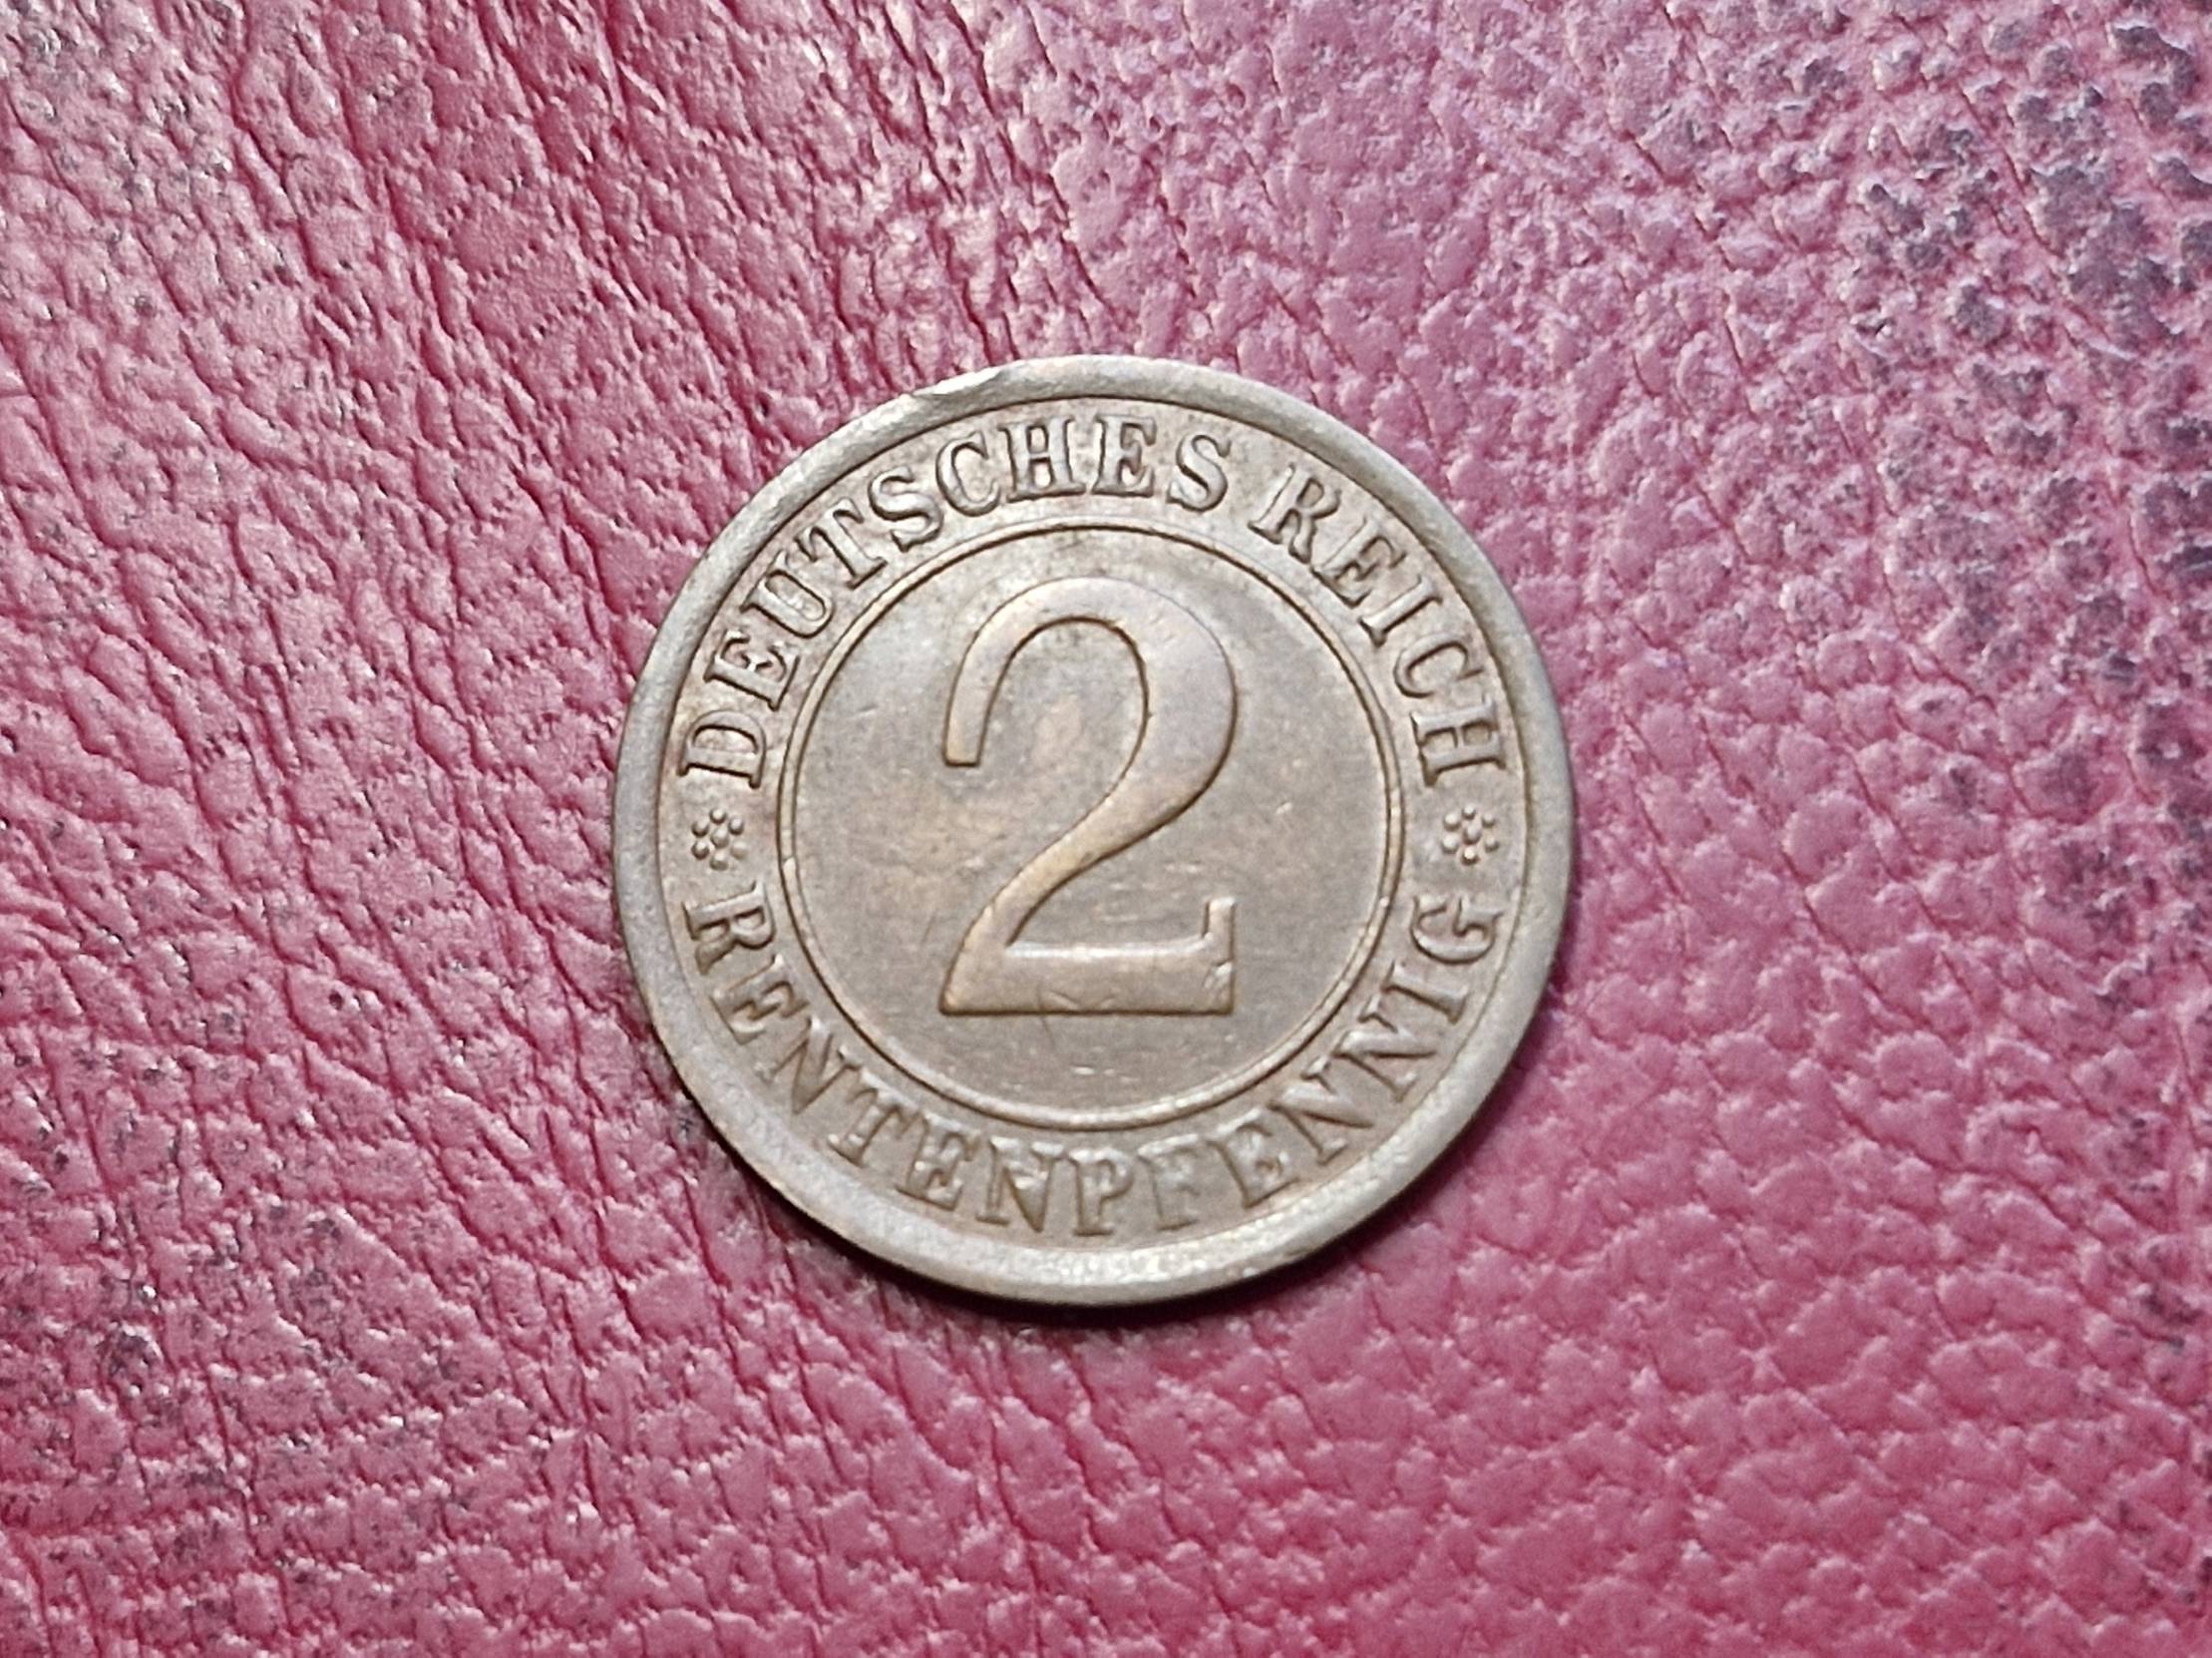 DEUTSCHES REICH
2
RENTENPFENNIG